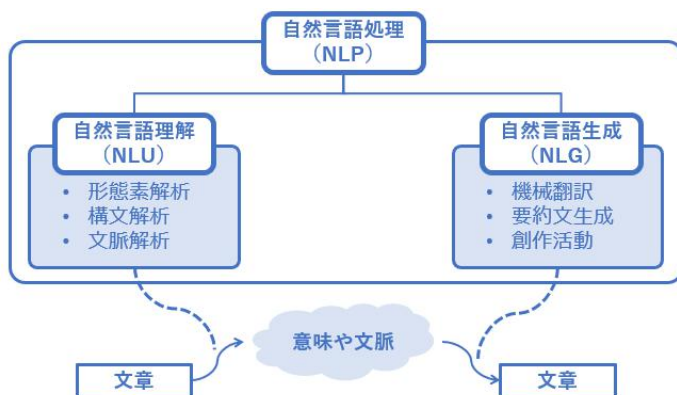 自然言語処理
（NLP）
自然言語理解
（NLU）
• 形態素解析
• 構文解析
• 文脈解析
自然言語生成
（NLG）
• 機械翻訳
• 要約文生成
• 創作活動
意味や文脈
文章
文章